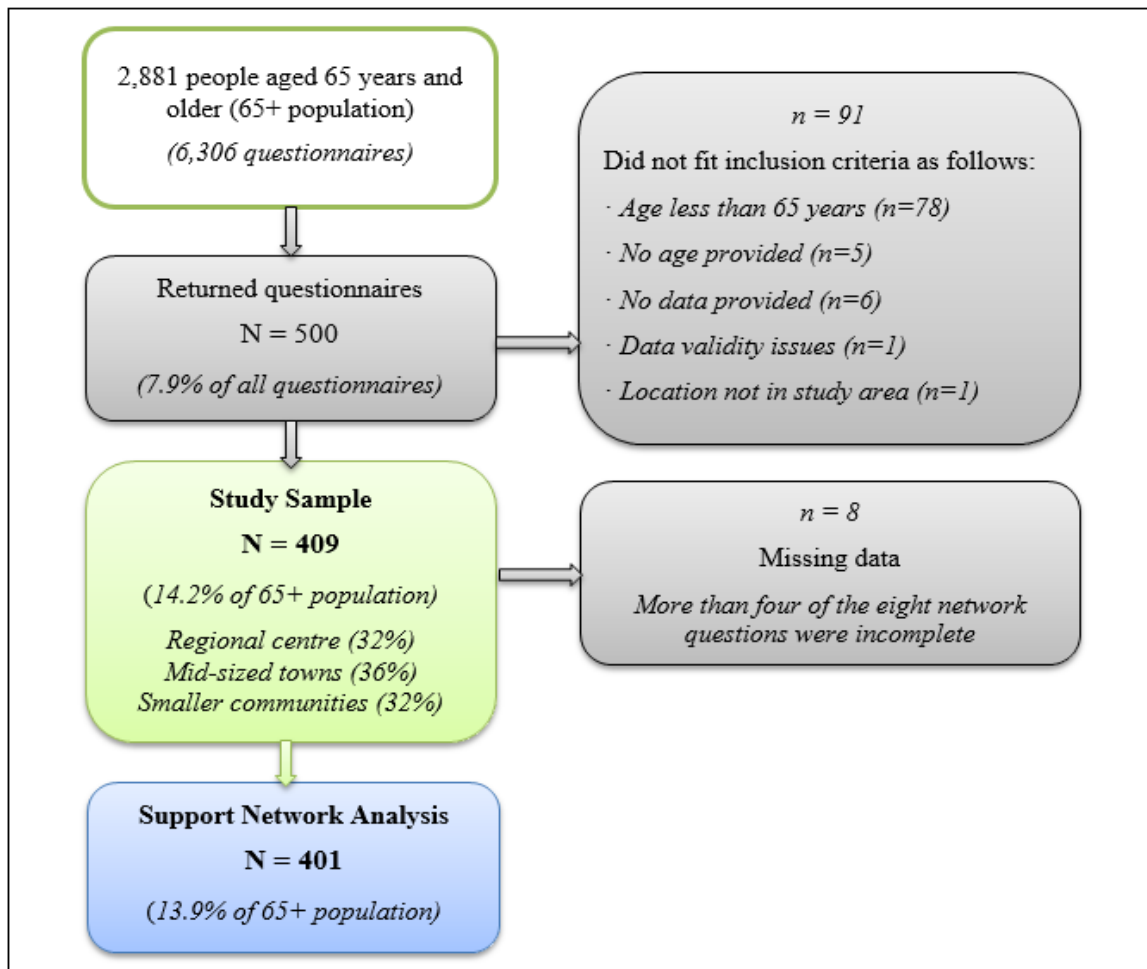 2,881 people aged 65 years and
older (65+ population)
(6,306 questionnaires)
n = 91
Did not fit inclusion criteria as follows:
· Age less than 65 years (n=78)
· No age provided (n=5)
· No data provided (n=6)
· Data validity issues (n=1)
· Location not in study area (n=1)
Returned questionnaires
N = 500
(7.9% of all questionnaires)
Study Sample
N = 409
(14.2% of 65+ population)
Regional centre (32%)
Mid-sized towns (36%)
Smaller communities (32%)
n = 8
Missing data
More than four of the eight network
questions were incomplete
Support Network Analysis
N = 401
(13.9% of 65+ population)